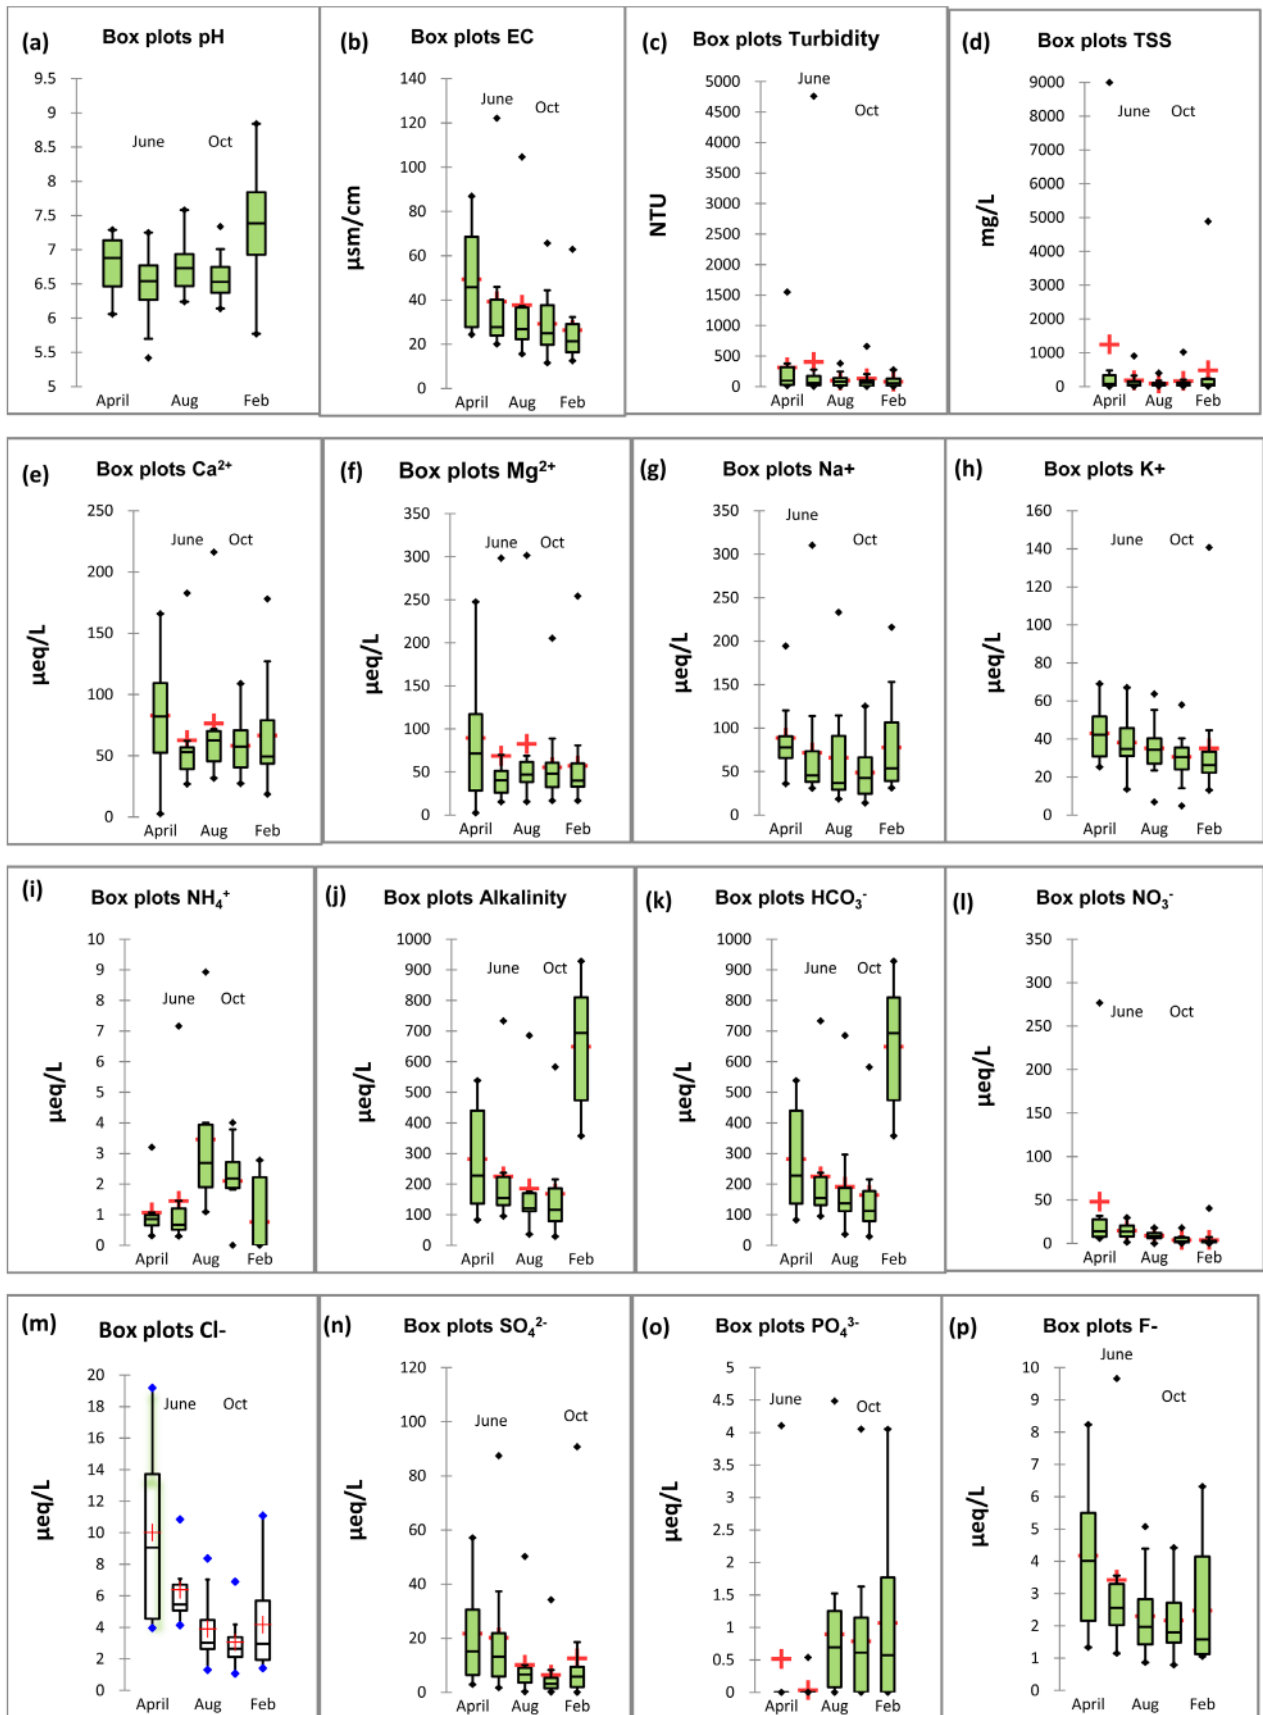 (a) Box plots pH
9.5
9
8.5
8
7.5
7
6.5
6
5.5
5
June
Oct
April Aug Feb
(b) Box plots EC
µsm/cm
140
120
100
80
60
40
20
0
June
Oct
April Aug Feb
(c) Box plots Turbidity
NTU
5000
4500
4000
3500
3000
2500
2000
1500
1000
500
0
June
Oct
April Aug Feb
(d) Box plots TSS
mg/L
9000
8000
7000
6000
5000
4000
3000
2000
1000
0
June Oct
April Aug Feb
(e) Box plots Ca²⁺
µeq/L
250
200
150
100
50
0
June Oct
April Aug Feb
(f) Box plots Mg²⁺
µeq/L
350
300
250
200
150
100
50
0
June Oct
April Aug Feb
(g) Box plots Na+
µeq/L
350
300
250
200
150
100
50
0
June
Oct
April Aug Feb
(h) Box plots K+
µeq/L
160
140
120
100
80
60
40
20
0
June Oct
April Aug Feb
(i) Box plots NH₄⁺
µeq/L
10
9
8
7
6
5
4
3
2
1
0
June Oct
April Aug Feb
(j) Box plots Alkalinity
µeq/L
1000
900
800
700
600
500
400
300
200
100
0
June Oct
April Aug Feb
(k) Box plots HCO₃⁻
µeq/L
1000
900
800
700
600
500
400
300
200
100
0
June Oct
April Aug Feb
(l) Box plots NO₃⁻
µeq/L
350
300
250
200
150
100
50
0
June Oct
April Aug Feb
(m) Box plots Cl-
µeq/L
20
18
16
14
12
10
8
6
4
2
0
June Oct
April Aug Feb
(n) Box plots SO₄²⁻
µeq/L
120
100
80
60
40
20
0
June Oct
April Aug Feb
(o) Box plots PO₄³⁻
µeq/L
5
4.5
4
3.5
3
2.5
2
1.5
1
0.5
0
June
Oct
April Aug Feb
(p) Box plots F-
µeq/L
10
9
8
7
6
5
4
3
2
1
0
June
Oct
April Aug Feb